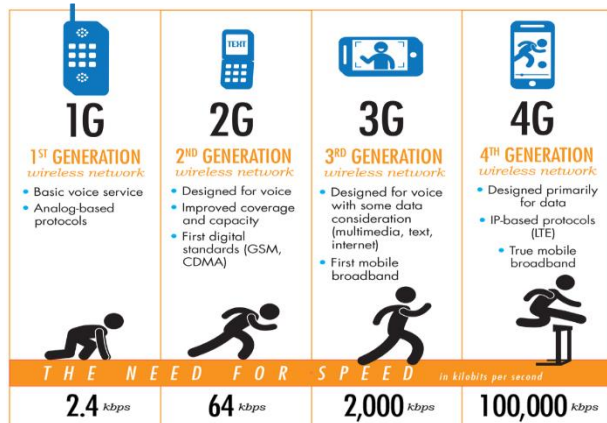 1G
1ST GENERATION
wireless network
• Basic voice service
• Analog-based
protocols
TEXT
2G
2ND GENERATION
wireless network
• Designed for voice
• Improved coverage
and capacity
• First digital
standards (GSM,
CDMA)
3G
3RD GENERATION
wireless network
• Designed for voice
with some data
consideration
(multimedia, text,
internet)
• First mobile
broadband
4G
4TH GENERATION
wireless network
• Designed primarily
for data
• IP-based protocols
(LTE)
• True mobile
broadband
THE NEED FOR SPEED in kilobits per second
2.4 kbps
64 kbps
2,000 kbps
100,000 kbps